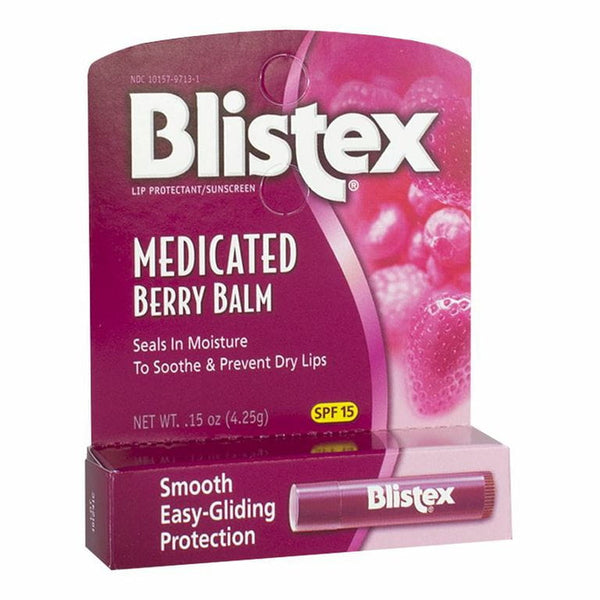 NDC 10157-9713-1
Blistex®
LIP PROTECTANT/SUNSCREEN
MEDICATED
BERRY BALM
Seals In Moisture
To Soothe & Prevent Dry Lips
NET WT. .15 oz (4.25g)
SPF 15
Smooth
Easy-Gliding
Protection
Blistex®